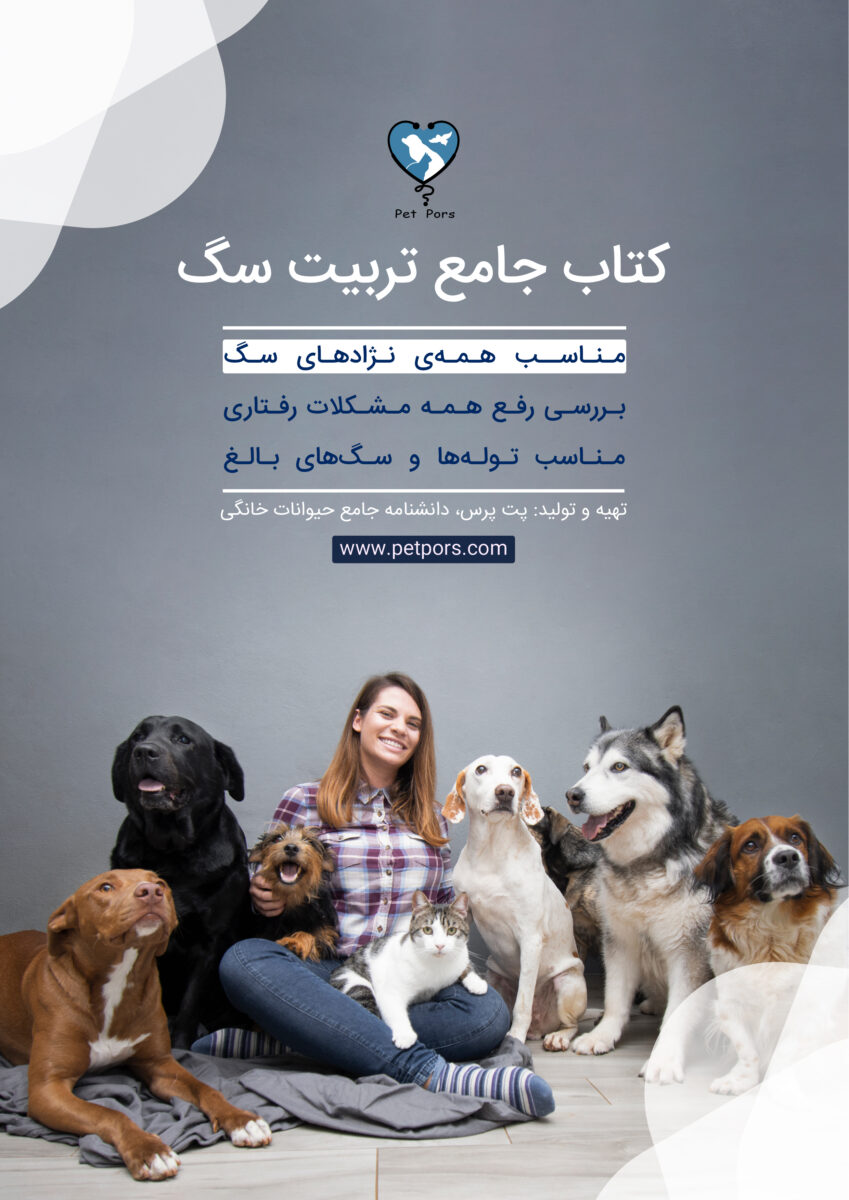 Pet Pors
کتاب جامع تربیت سگ
مناسب همه‌ی نژادهای سگ
بررسی رفع همه مشکلات رفتاری
مناسب توله‌ها و سگ‌های بالغ
تهیه و تولید: پت پرس، دانشنامه جامع حیوانات خانگی
www.petpors.com